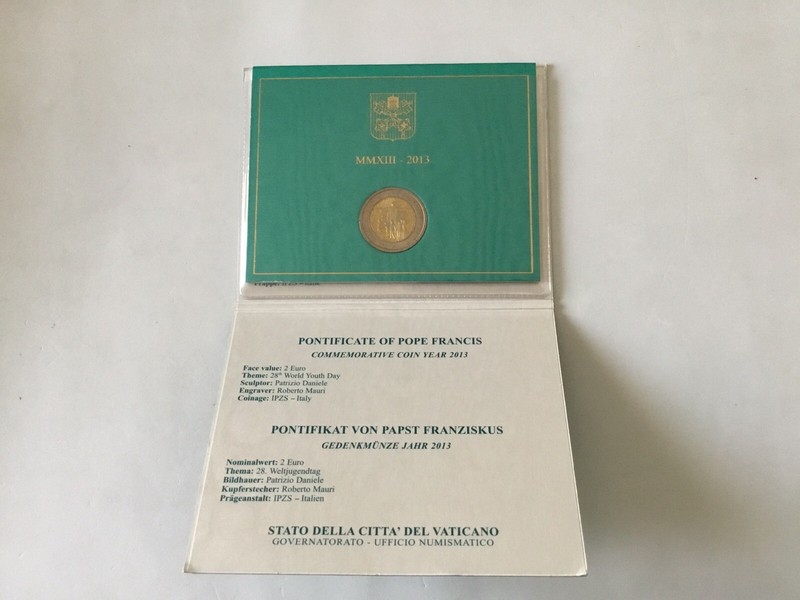 MMXIII - 2013
PONTIFICATE OF POPE FRANCIS
COMMEMORATIVE COIN YEAR 2013
Face value: 2 Euro
Theme: 28th World Youth Day
Sculptor: Patrizio Daniele
Engraver: Roberto Mauri
Coinage: IPZS – Italy
PONTIFIKAT VON PAPST FRANZISKUS
GEDENKMÜNZE JAHR 2013
Nominalwert: 2 Euro
Thema: 28. Weltjugendtag
Bildhauer: Patrizio Daniele
Kupferstecher: Roberto Mauri
Prägeanstalt: IPZS – Italien
STATO DELLA CITTA' DEL VATICANO
GOVERNATORATO - UFFICIO NUMISMATICO